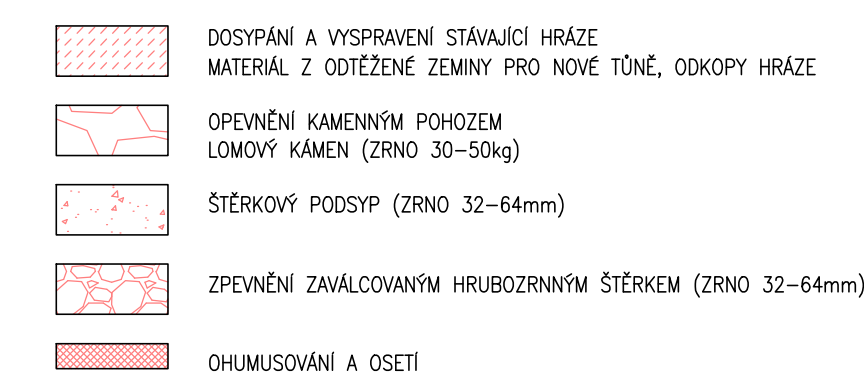 DOSYPÁNÍ A VYSPRAVENÍ STÁVAJÍCÍ HRÁZE
MATERIÁL Z ODTĚŽENÉ ZEMINY PRO NOVÉ TŮNĚ, ODKOPY HRÁZE
OPEVNĚNÍ KAMENNÝM POHOZEM
LOMOVÝ KÁMEN (ZRNO 30–50kg)
ŠTĚRKOVÝ PODSYP (ZRNO 32–64mm)
ZPEVNĚNÍ ZAVÁLCOVANÝM HRUBOZRNNÝM ŠTĚRKEM (ZRNO 32–64mm)
OHUMUSOVÁNÍ A OSETÍ